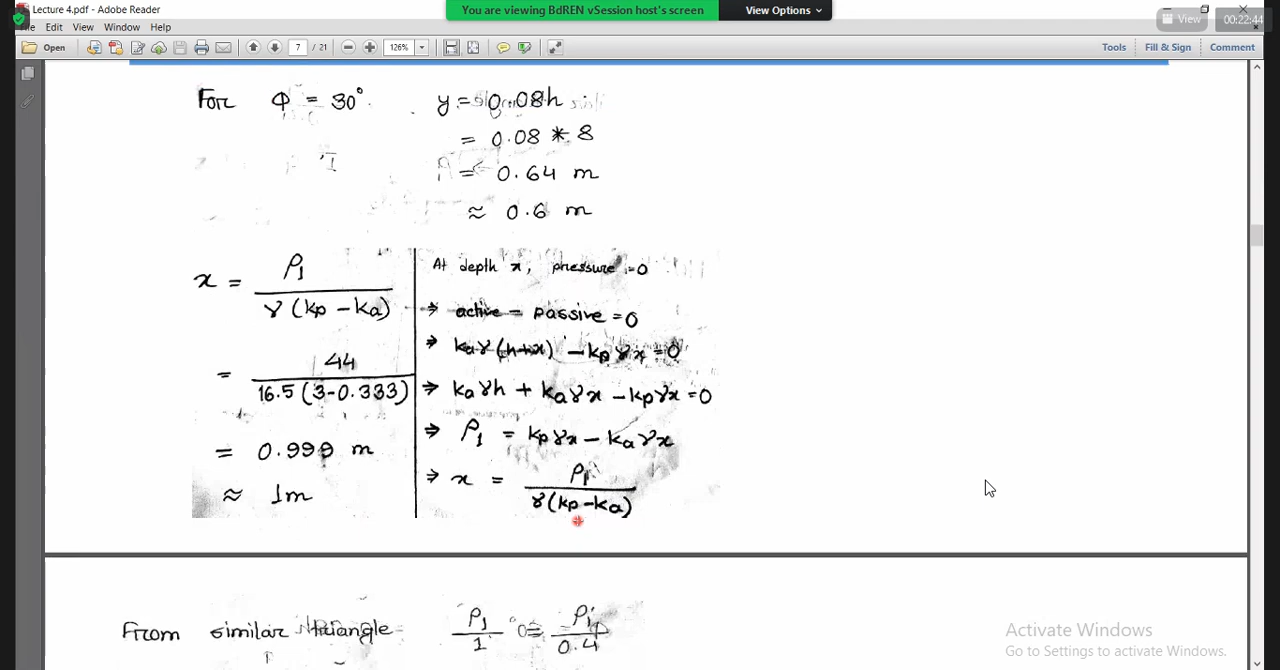 Lecture 4.pdf - Adobe Reader
You are viewing BdREN vSession host's screen
View Options
View
00:22:44
File Edit View Window Help
Open
7 / 21
126%
Tools Fill & Sign Comment
For Φ = 30°
y = 0.08h
= 0.08 * 8
= 0.64 m
≈ 0.6 m
x = P1 / γ(kp - ka)
= 44 / 16.5 (3-0.333)
= 0.999 m
≈ 1m
At depth x, pressure = 0
⇒ active - passive = 0
⇒ kaγ(h+x) - kpγx = 0
⇒ kaγh + kaγx - kpγx = 0
⇒ P1 = kpγx - kaγx
⇒ x = P1 / γ(kp-ka)
From similar triangle
P1 / 1
0.4
Activate Windows
Go to Settings to activate Windows.